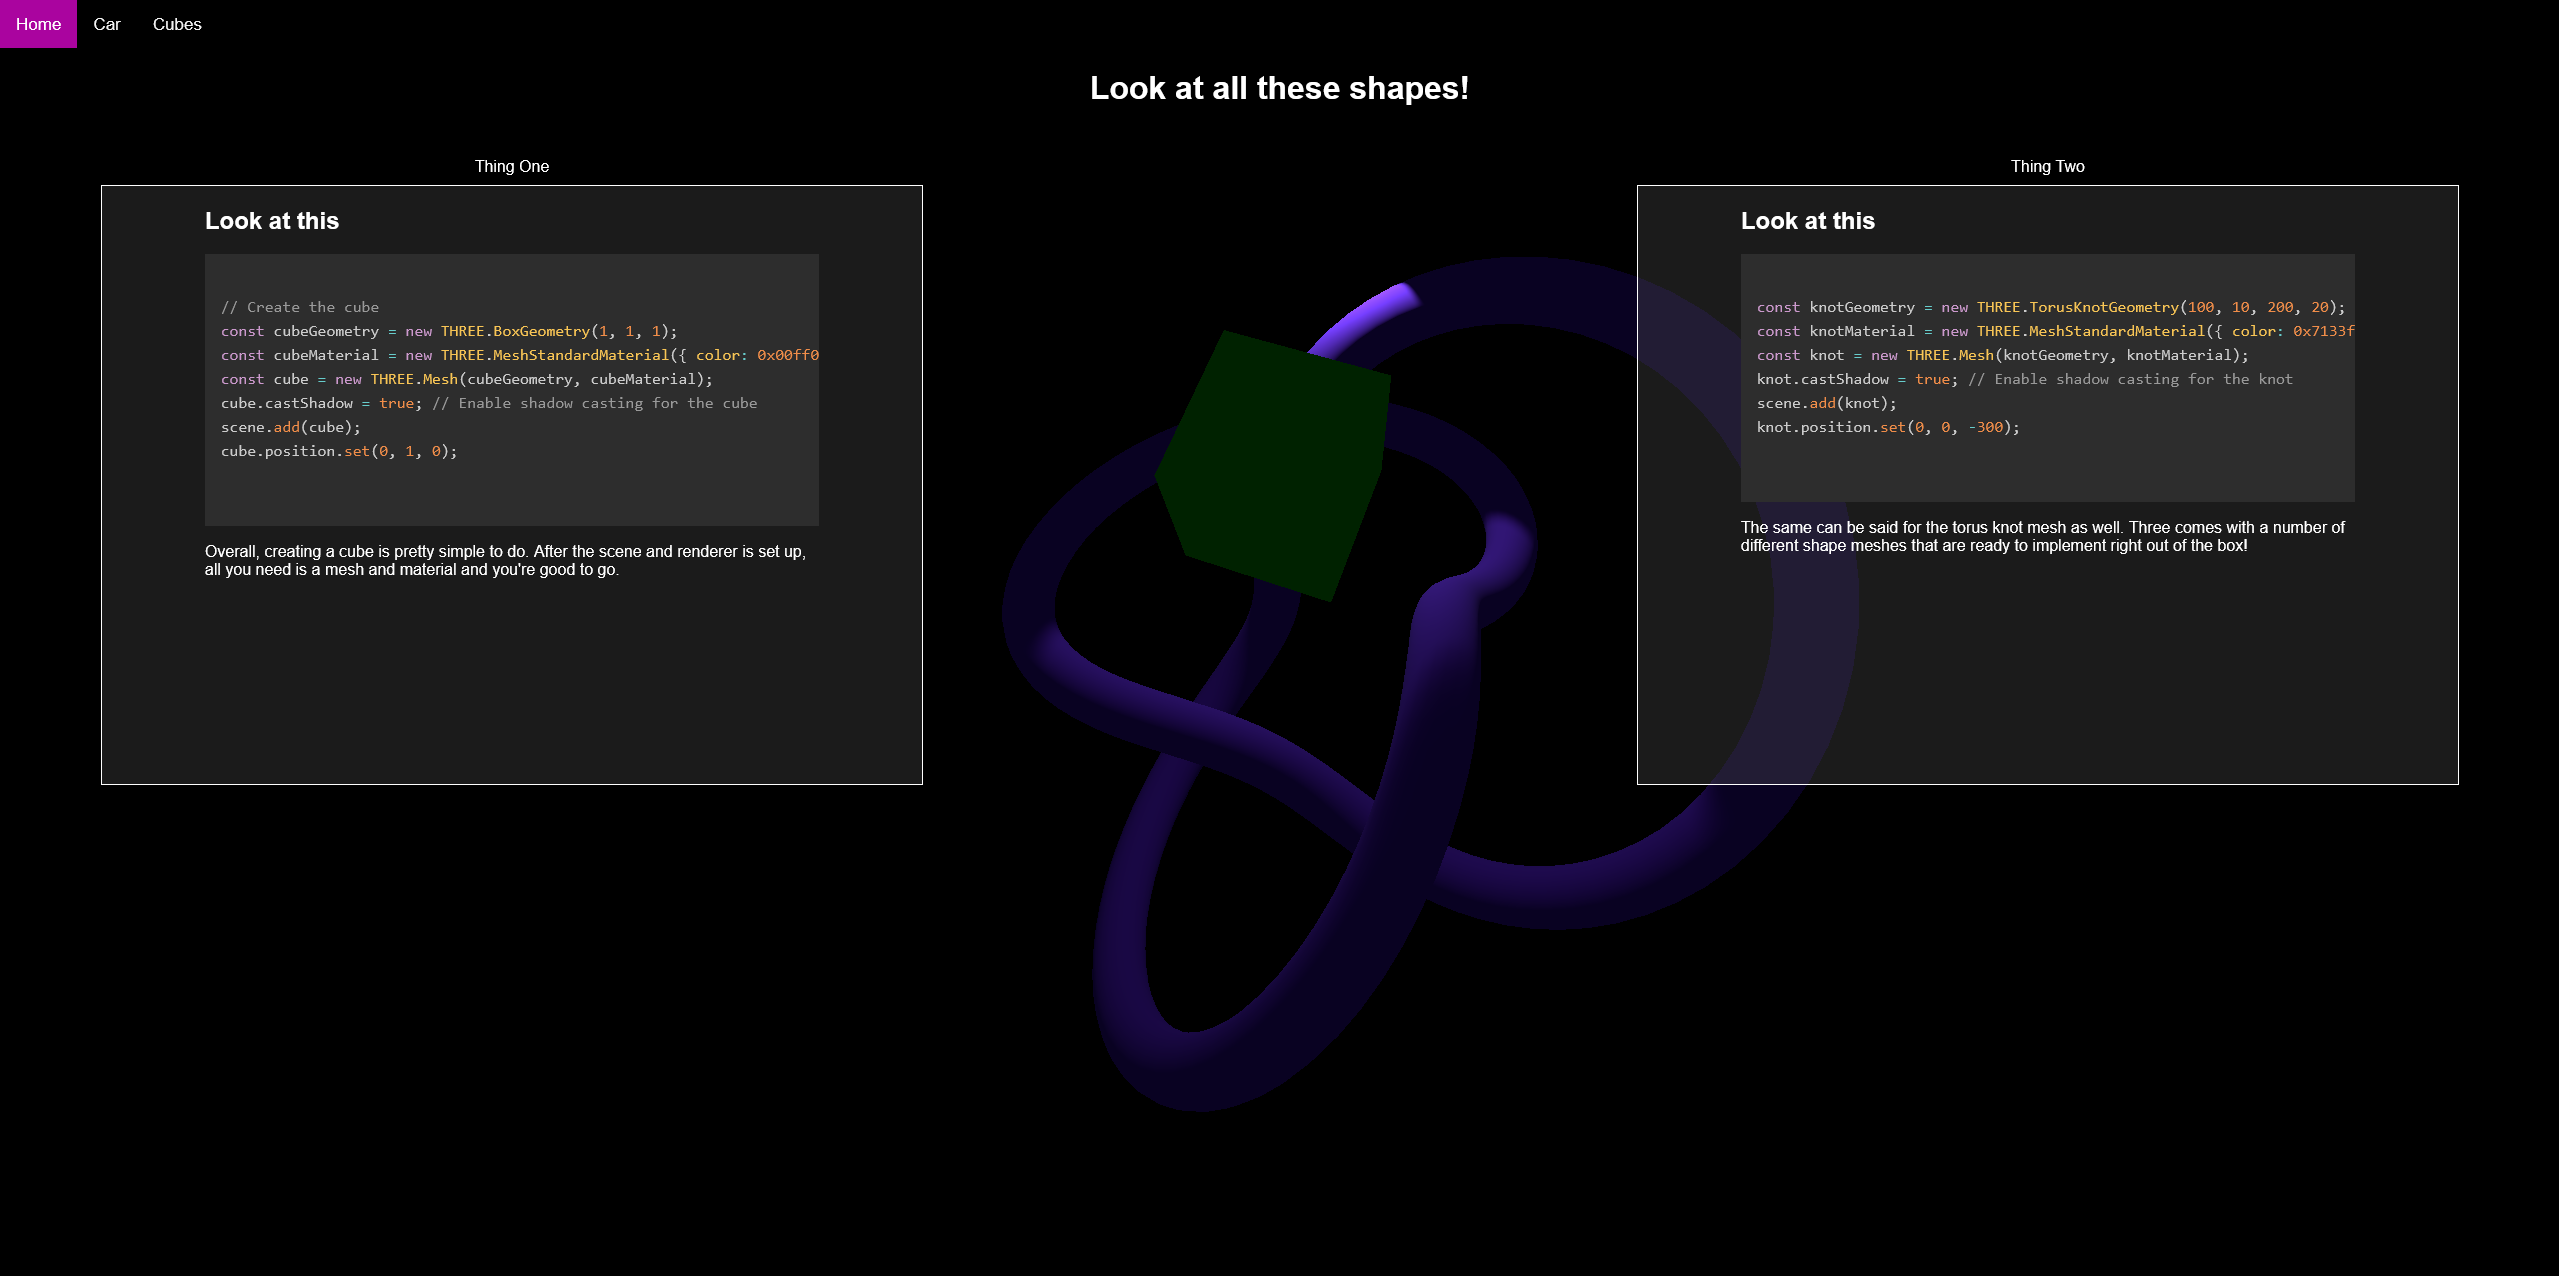 Home Car Cubes
Look at all these shapes!
Thing One
Look at this
// Create the cube
const cubeGeometry = new THREE.BoxGeometry(1, 1, 1);
const cubeMaterial = new THREE.MeshStandardMaterial({ color: 0x00ff0
const cube = new THREE.Mesh(cubeGeometry, cubeMaterial);
cube.castShadow = true; // Enable shadow casting for the cube
scene.add(cube);
cube.position.set(0, 1, 0);
Overall, creating a cube is pretty simple to do. After the scene and renderer is set up,
all you need is a mesh and material and you're good to go.
Thing Two
Look at this
const knotGeometry = new THREE.TorusKnotGeometry(100, 10, 200, 20);
const knotMaterial = new THREE.MeshStandardMaterial({ color: 0x7133f
const knot = new THREE.Mesh(knotGeometry, knotMaterial);
knot.castShadow = true; // Enable shadow casting for the knot
scene.add(knot);
knot.position.set(0, 0, -300);
The same can be said for the torus knot mesh as well. Three comes with a number of
different shape meshes that are ready to implement right out of the box!